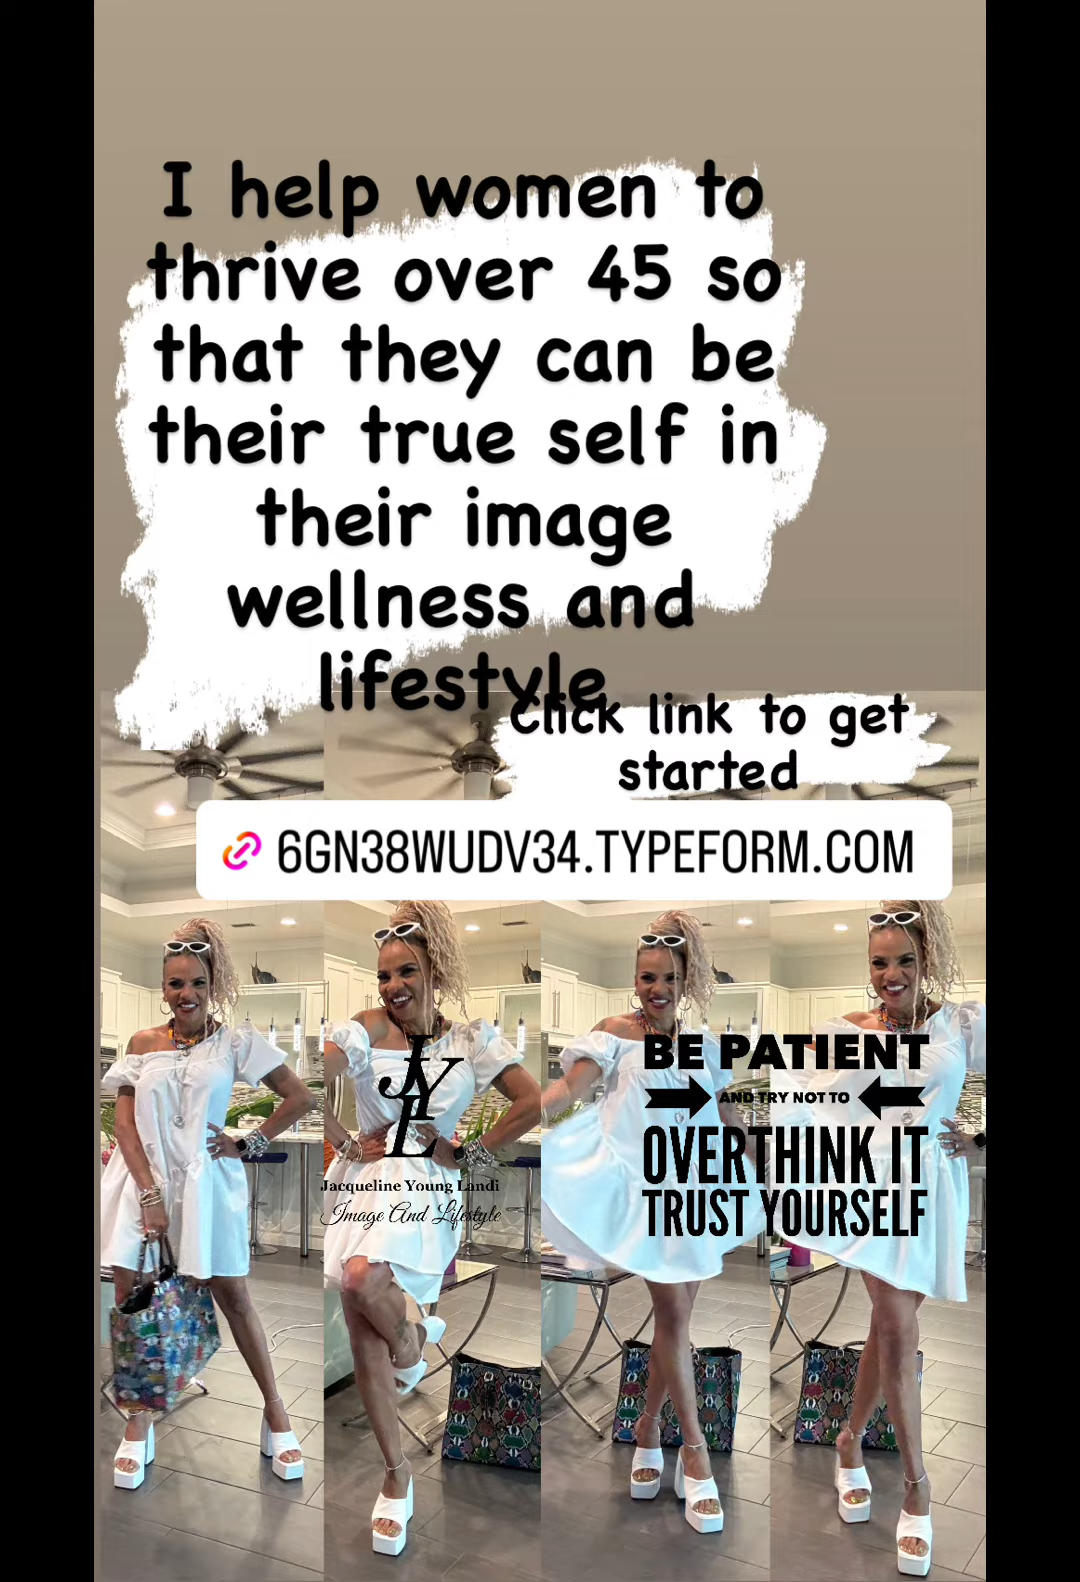 I help women to
thrive over 45 so
that they can be
their true self in
their image
wellness and
lifestyle
click link to get
started
6GN38WUDV34.TYPEFORM.COM
JYL
Jacqueline Young Landi
Image And Lifestyle
BE PATIENT
AND TRY NOT TO
OVERTHINK IT
TRUST YOURSELF